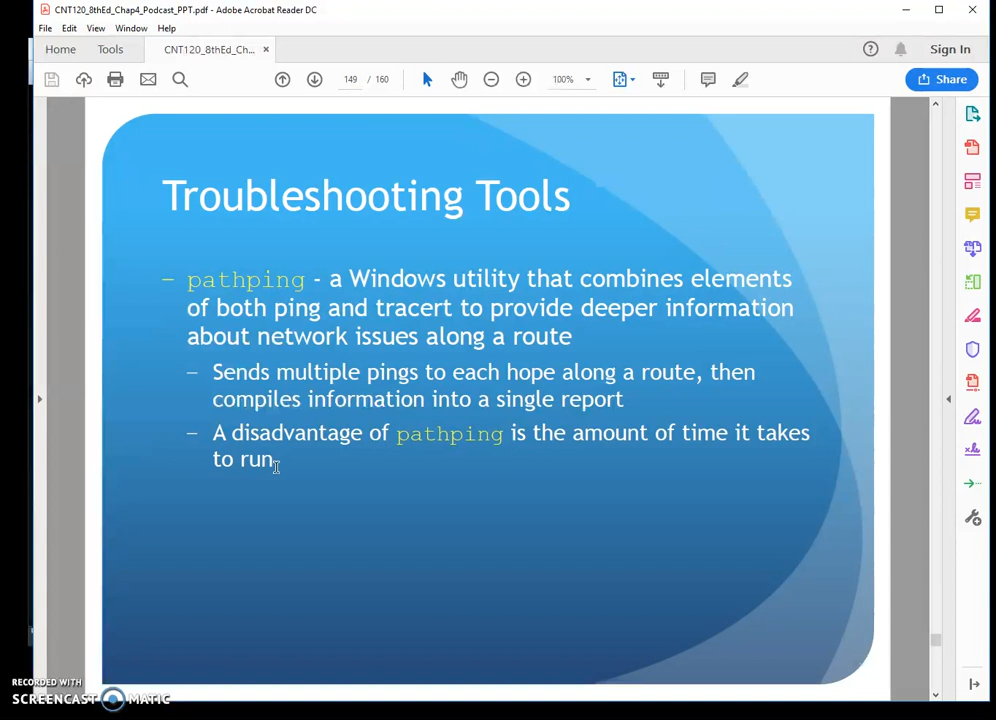 CNT120_8thEd_Chap4_Podcast_PPT.pdf - Adobe Acrobat Reader DC
File Edit View Window Help
Home Tools CNT120_8thEd_Ch... × Sign In
149 / 160 100% Share
Troubleshooting Tools
– pathping - a Windows utility that combines elements
of both ping and tracert to provide deeper information
about network issues along a route
– Sends multiple pings to each hope along a route, then
compiles information into a single report
– A disadvantage of pathping is the amount of time it takes
to run
RECORDED WITH
SCREENCAST MATIC